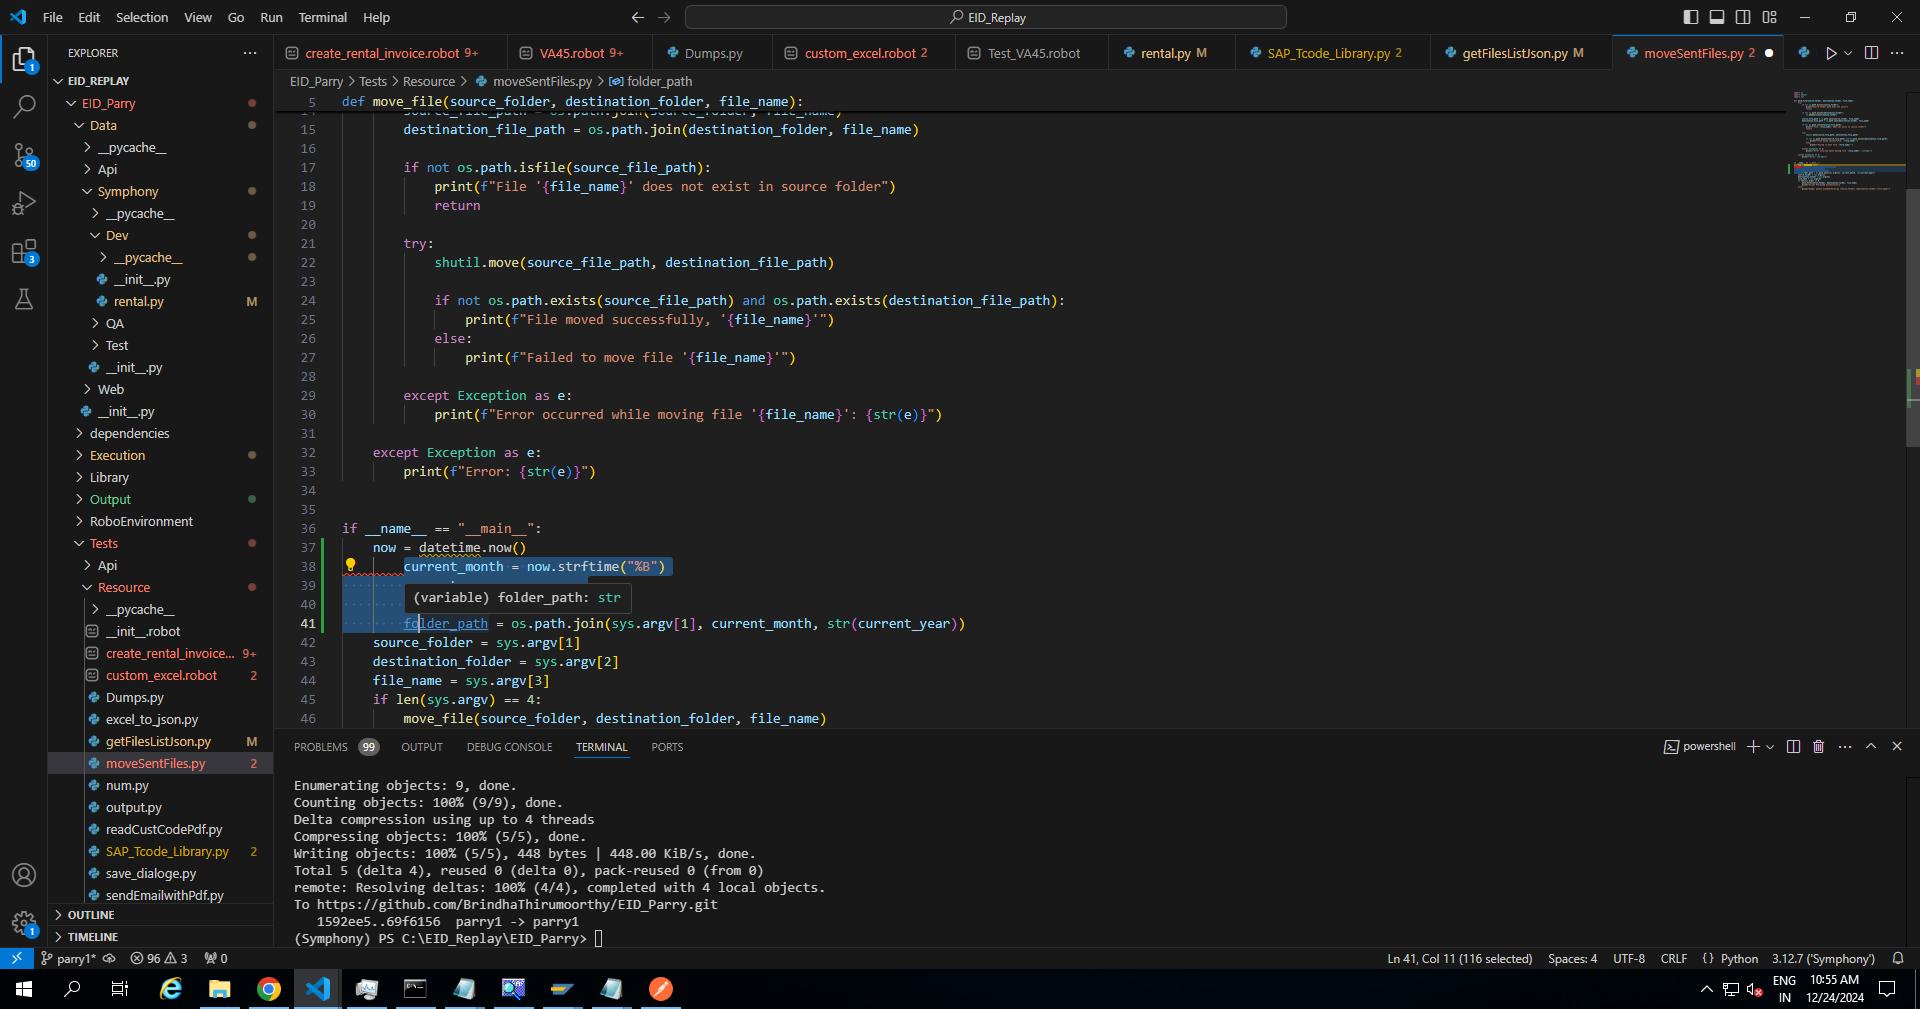 File Edit Selection View Go Run Terminal Help
EID_Replay
EXPLORER
create_rental_invoice.robot 9+
VA45.robot 9+
Dumps.py
custom_excel.robot 2
Test_VA45.robot
rental.py M
SAP_Tcode_Library.py 2
getFilesListJson.py M
moveSentFiles.py 2
EID_Parry > Tests > Resource > moveSentFiles.py > folder_path
EID_REPLAY
EID_Parry
Data
__pycache__
Api
Symphony
__pycache__
Dev
__pycache__
__init__.py
rental.py M
QA
Test
__init__.py
Web
__init__.py
dependencies
Execution
Library
Output
RoboEnvironment
Tests
Api
Resource
__pycache__
__init__.robot
create_rental_invoice... 9+
custom_excel.robot 2
Dumps.py
excel_to_json.py
getFilesListJson.py M
moveSentFiles.py 2
num.py
output.py
readCustCodePdf.py
SAP_Tcode_Library.py 2
save_dialoge.py
sendEmailwithPdf.py
OUTLINE
TIMELINE
5 def move_file(source_folder, destination_folder, file_name):
15 destination_file_path = os.path.join(destination_folder, file_name)
16
17 if not os.path.isfile(source_file_path):
18 print(f"File '{file_name}' does not exist in source folder")
19 return
20
21 try:
22 shutil.move(source_file_path, destination_file_path)
23
24 if not os.path.exists(source_file_path) and os.path.exists(destination_file_path):
25 print(f"File moved successfully, '{file_name}'")
26 else:
27 print(f"Failed to move file '{file_name}'")
28
29 except Exception as e:
30 print(f"Error occurred while moving file '{file_name}': {str(e)}")
31
32 except Exception as e:
33 print(f"Error: {str(e)}")
34
35
36 if __name__ == "__main__":
37 now = datetime.now()
38 current_month = now.strftime("%B")
39
40 (variable) folder_path: str
41 folder_path = os.path.join(sys.argv[1], current_month, str(current_year))
42 source_folder = sys.argv[1]
43 destination_folder = sys.argv[2]
44 file_name = sys.argv[3]
45 if len(sys.argv) == 4:
46 move_file(source_folder, destination_folder, file_name)
PROBLEMS 99 OUTPUT DEBUG CONSOLE TERMINAL PORTS
powershell
Enumerating objects: 9, done.
Counting objects: 100% (9/9), done.
Delta compression using up to 4 threads
Compressing objects: 100% (5/5), done.
Writing objects: 100% (5/5), 448 bytes | 448.00 KiB/s, done.
Total 5 (delta 4), reused 0 (delta 0), pack-reused 0 (from 0)
remote: Resolving deltas: 100% (4/4), completed with 4 local objects.
To https://github.com/BrindhaThirumoorthy/EID_Parry.git
1592ee5..69f6156 parry1 -> parry1
(Symphony) PS C:\EID_Replay\EID_Parry>
1
50
3
1
parry1* 96 3 0
Ln 41, Col 11 (116 selected) Spaces: 4 UTF-8 CRLF {} Python 3.12.7 ('Symphony')
ENG
IN
10:55 AM
12/24/2024